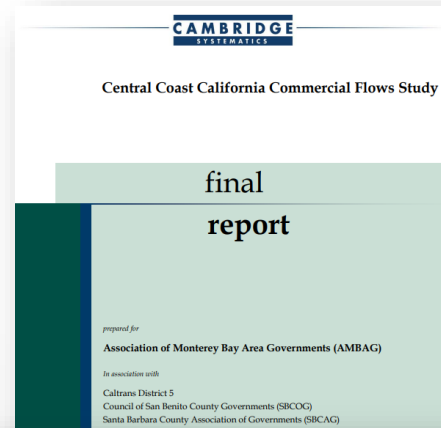 CAMBRIDGE
SYSTEMATICS
Central Coast California Commercial Flows Study
final
report
prepared for
Association of Monterey Bay Area Governments (AMBAG)
In association with
Caltrans District 5
Council of San Benito County Governments (SBCOG)
Santa Barbara County Association of Governments (SBCAG)